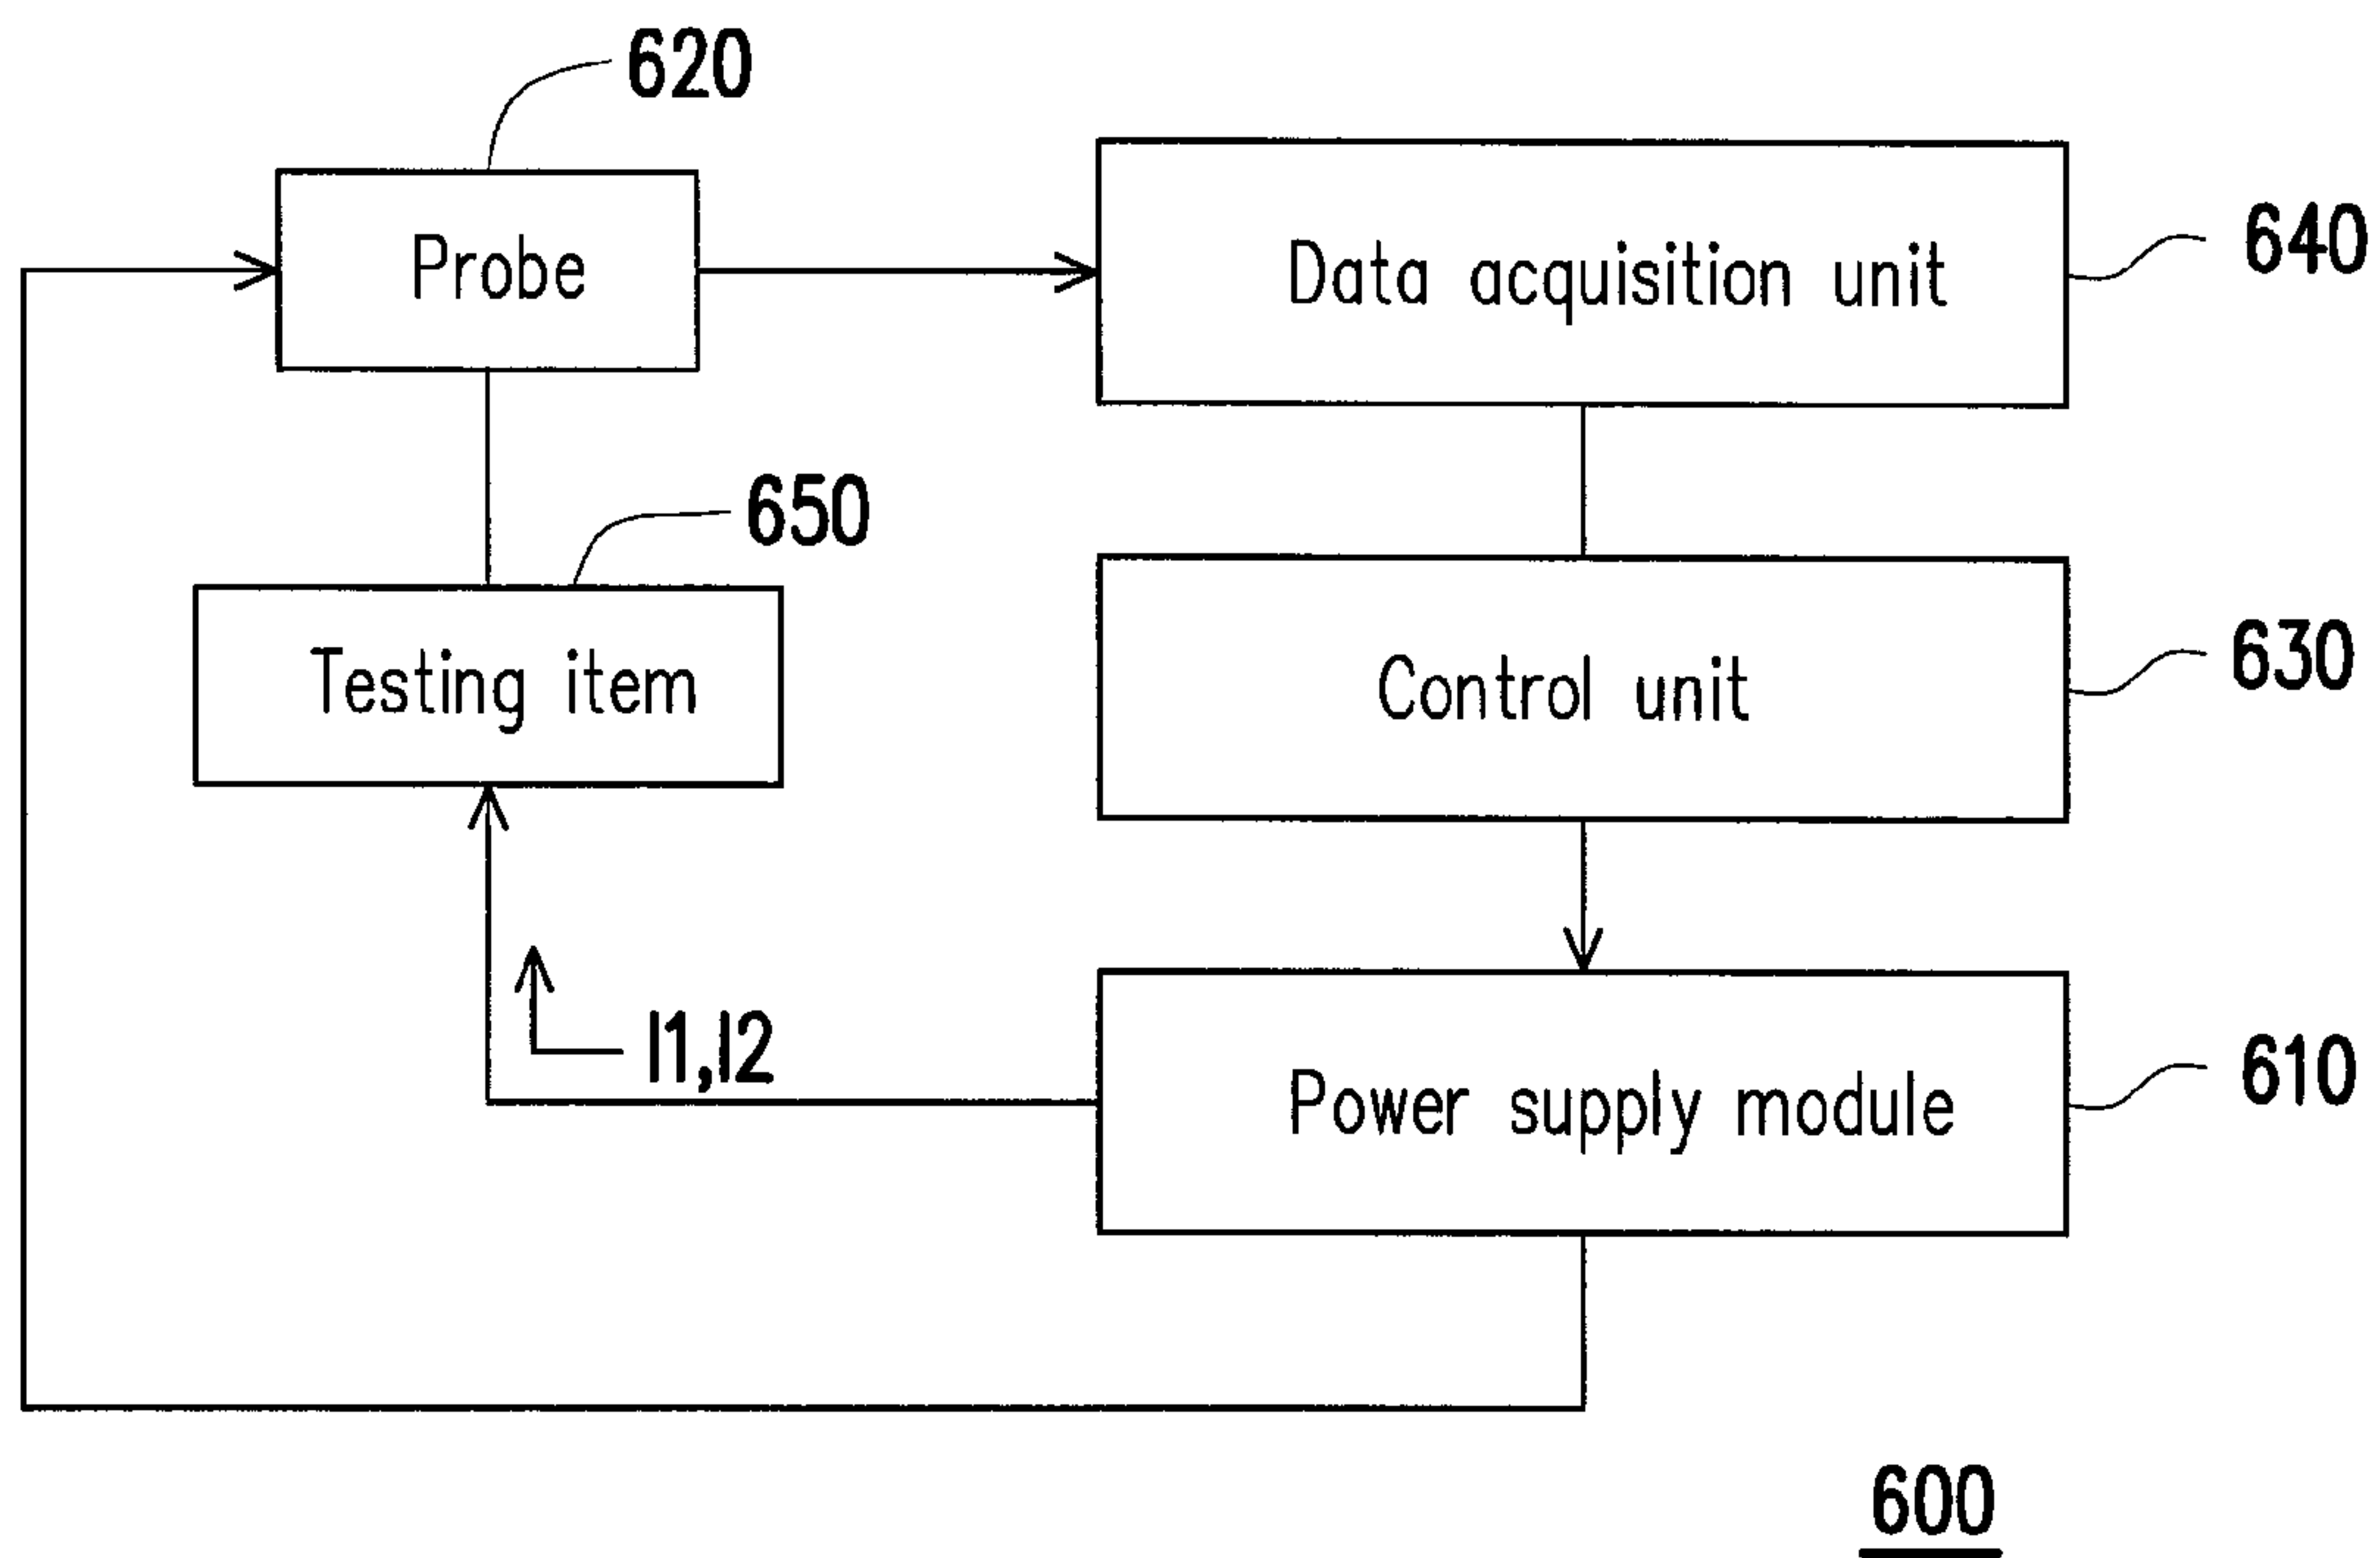 620
Probe
Data acquisition unit
640
650
Testing item
Control unit
630
I1,I2
Power supply module
610
600